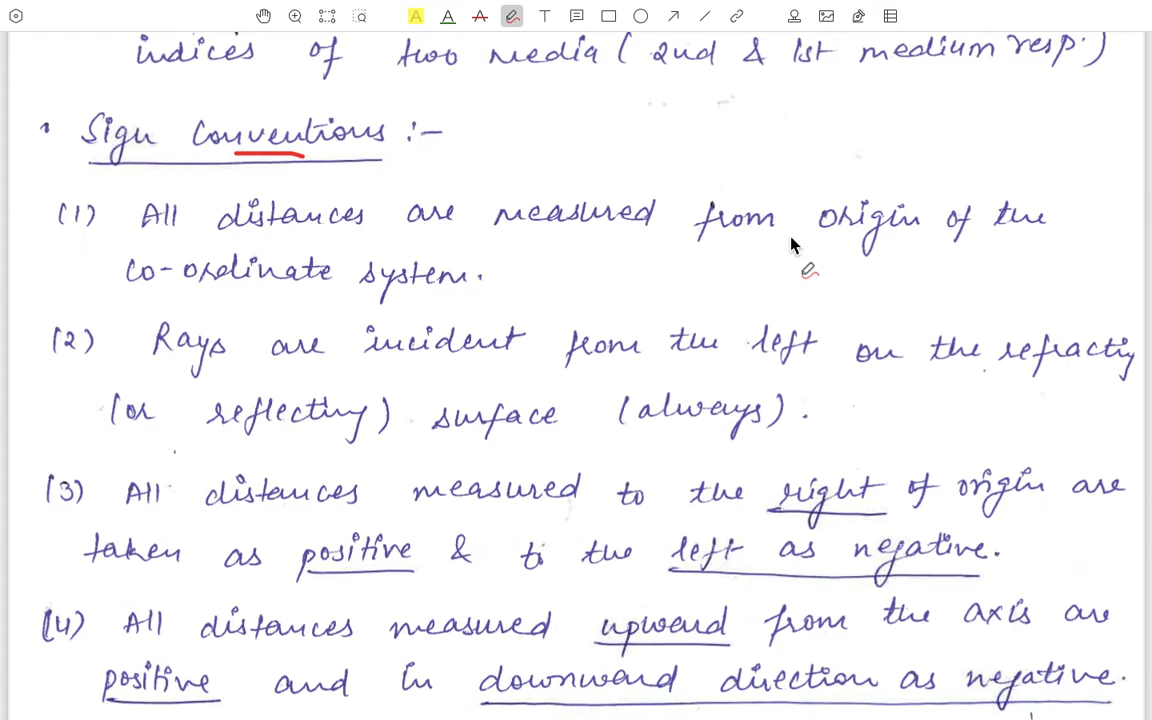 indices of two media ( 2nd & 1st medium resp.)
Sign Conventions :-
(1) All distances are measured from origin of the
co-ordinate system.
(2) Rays are incident from the left on the refracting
(or reflecting) surface (always).
(3) All distances measured to the right of origin are
taken as positive & to the left as negative.
(4) All distances measured upward from the axis are
positive and in downward direction as negative.